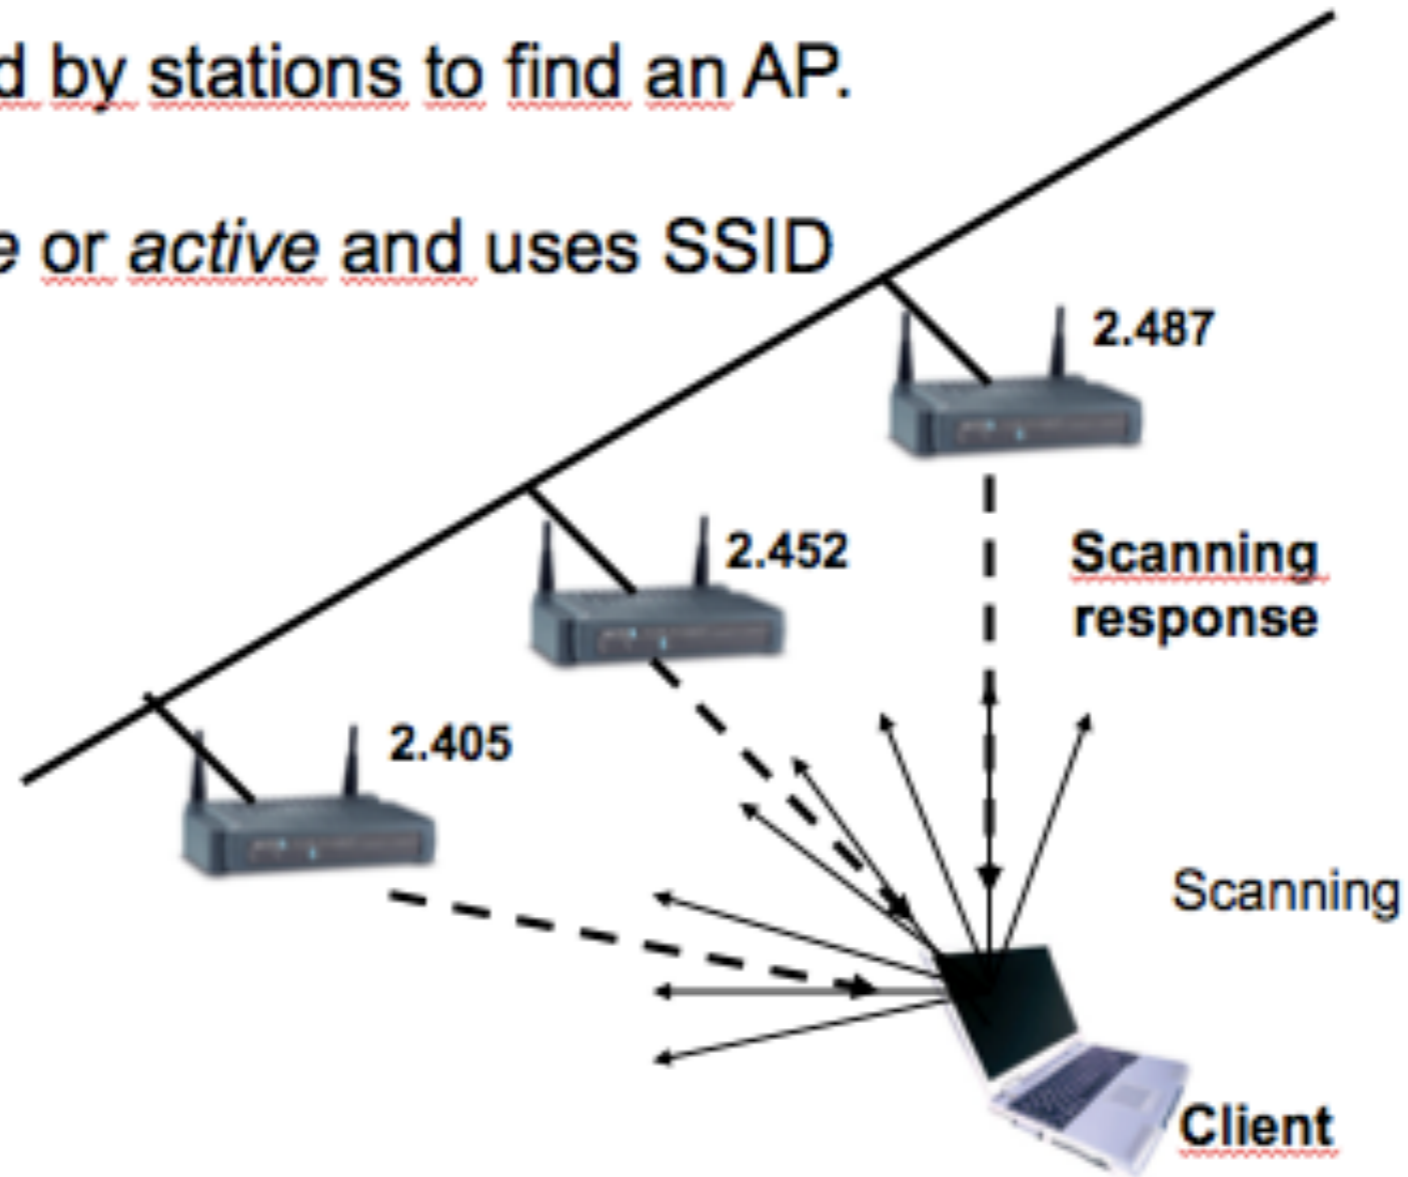 d by stations to find an AP.
e or active and uses SSID
2.487
2.452
Scanning
response
2.405
Scanning
Client